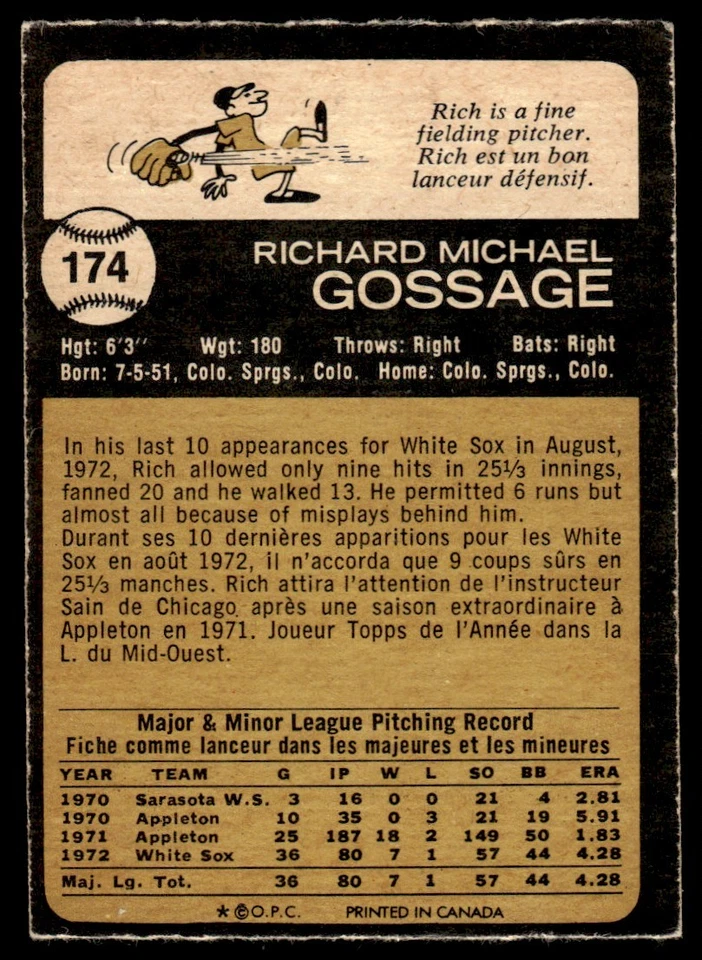 Rich is a fine
fielding pitcher.
Rich est un bon
lanceur défensif.
174
RICHARD MICHAEL
GOSSAGE
Hgt: 6'3" Wgt: 180 Throws: Right Bats: Right
Born: 7-5-51, Colo. Sprgs., Colo. Home: Colo. Sprgs., Colo.
In his last 10 appearances for White Sox in August,
1972, Rich allowed only nine hits in 25⅓ innings,
fanned 20 and he walked 13. He permitted 6 runs but
almost all because of misplays behind him.
Durant ses 10 dernières apparitions pour les White
Sox en août 1972, il n'accorda que 9 coups sûrs en
25⅓ manches. Rich attira l'attention de l'instructeur
Sain de Chicago après une saison extraordinaire à
Appleton en 1971. Joueur Topps de l'Année dans la
L. du Mid-Ouest.
Major & Minor League Pitching Record
Fiche comme lanceur dans les majeures et les mineures
YEAR TEAM G IP W L SO BB ERA
1970 Sarasota W.S. 3 16 0 0 21 4 2.81
1970 Appleton 10 35 0 3 21 19 5.91
1971 Appleton 25 187 18 2 149 50 1.83
1972 White Sox 36 80 7 1 57 44 4.28
Maj. Lg. Tot. 36 80 7 1 57 44 4.28
*©O.P.C. PRINTED IN CANADA